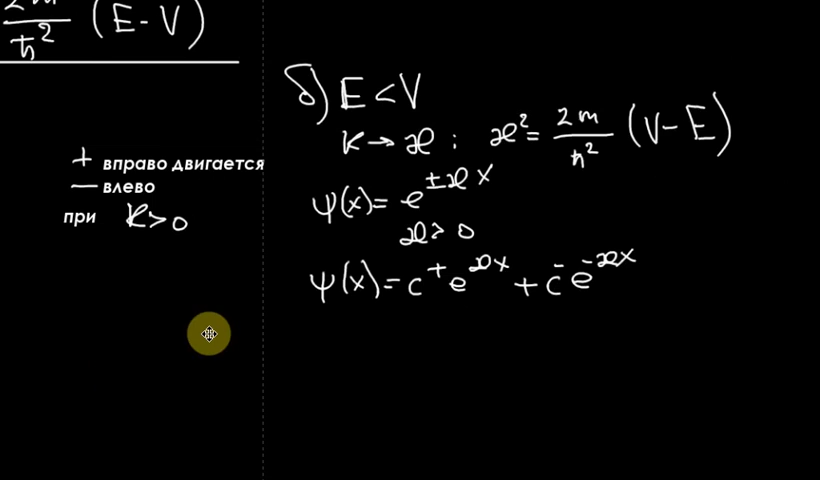 2m/ħ² (E-V)
+ вправо двигается
— влево
при k>0
б) E<V
k→æ : æ²= 2m/ħ² (V-E)
ψ(x)= e^±æx
æ>0
ψ(x)=c⁺e^æx + c⁻e^-æx